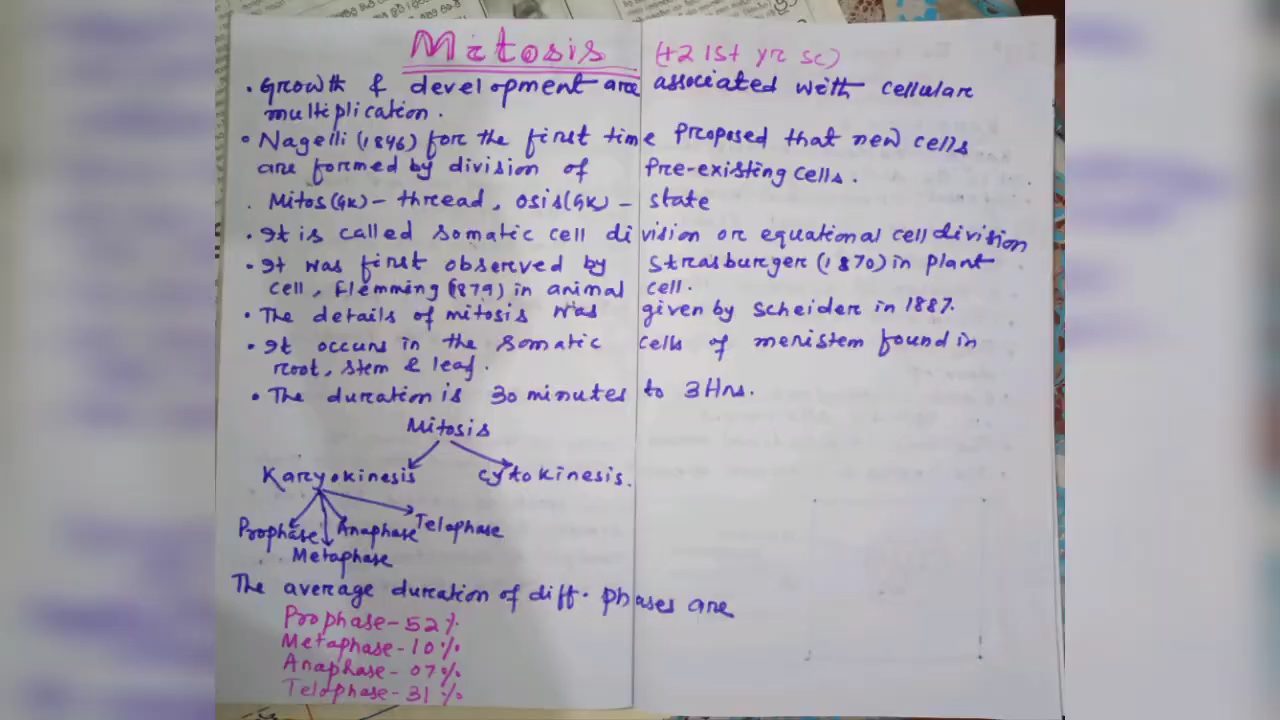 Mitosis (+2 1st yr sc)
• Growth & development are associated with cellular
multiplication.
• Nagelli (1846) for the first time proposed that new cells
are formed by division of pre-existing cells.
. Mitos(GK) - thread, osis(GK) - state
• It is called somatic cell division or equational cell division
• It was first observed by Strasburger (1870) in plant
cell, Flemming (1879) in animal cell.
• The details of mitosis was given by Scheider in 1887.
• It occurs in the somatic cells of meristem found in
root, stem & leaf.
• The duration is 30 minutes to 3 Hrs.
Mitosis
Karyokinesis cytokinesis.
Prophase Anaphase Telophase
Metaphase
The average duration of diff. phases are
Prophase - 52%
Metaphase - 10%
Anaphase - 07%
Telophase - 31%